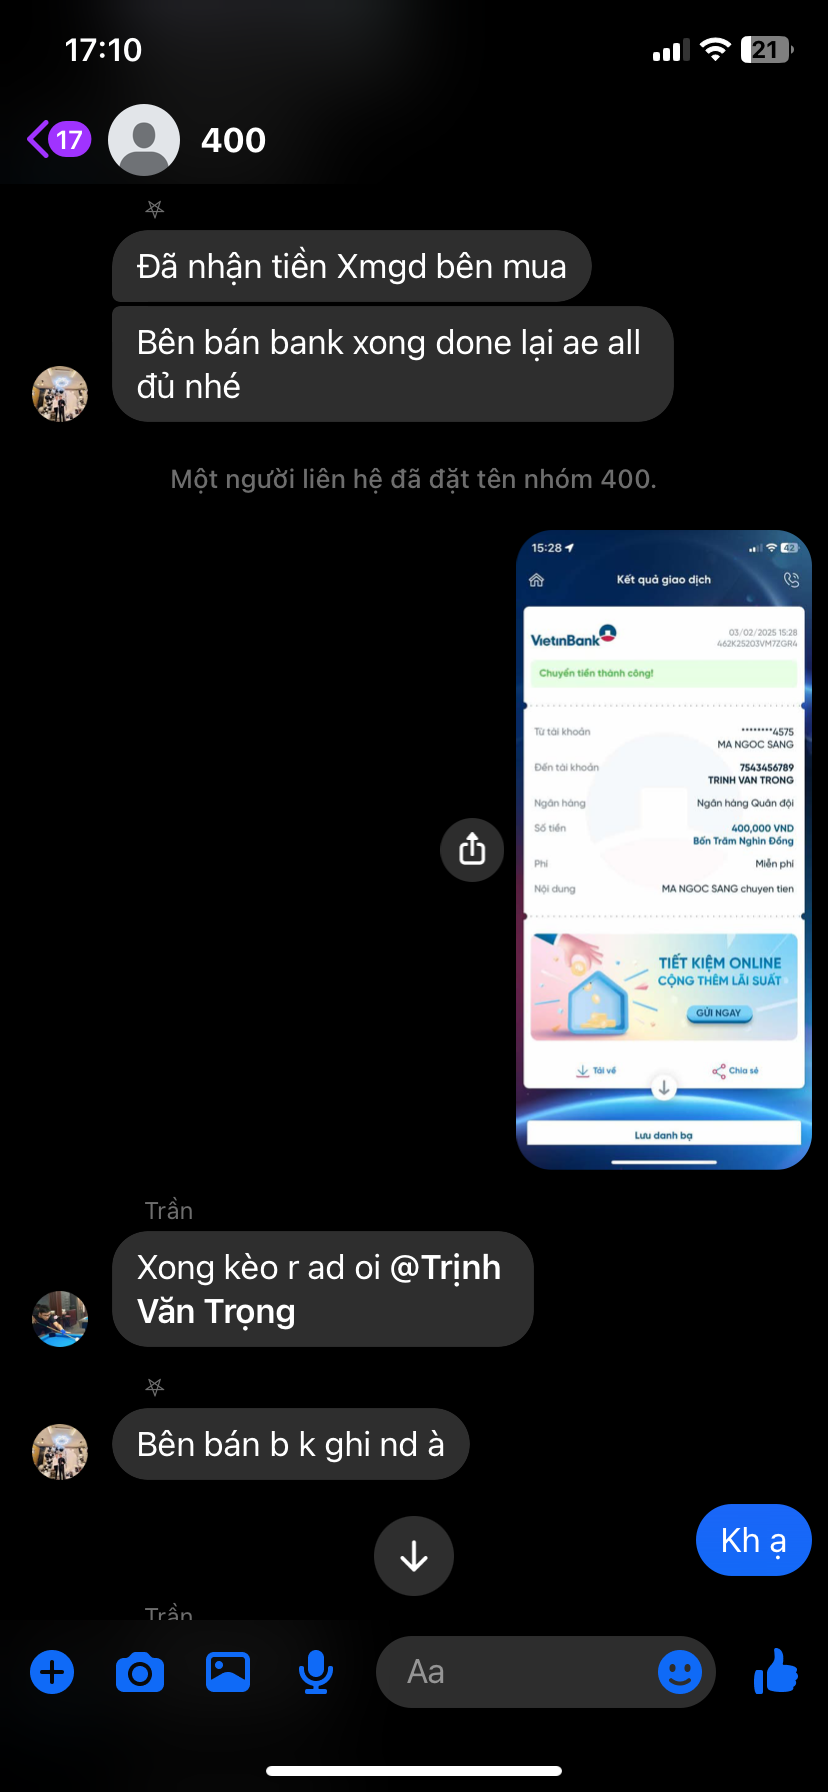 17:10
21
17
400
Đã nhận tiền Xmgd bên mua
Bên bán bank xong done lại ae all
đủ nhé
Một người liên hệ đã đặt tên nhóm 400.
15:28
42
Kết quả giao dịch
VietinBank
03/02/2025 15:28
462K25203VM7ZGR4
Chuyển tiền thành công!
Từ tài khoản
********4575
MA NGOC SANG
Đến tài khoản
7543456789
TRINH VAN TRONG
Ngân hàng
Ngân hàng Quân đội
Số tiền
400,000 VND
Bốn Trăm Nghìn Đồng
Phí
Miễn phí
Nội dung
MA NGOC SANG chuyen tien
TIẾT KIỆM ONLINE
CỘNG THÊM LÃI SUẤT
GỬI NGAY
Tải về
Chia sẻ
Lưu danh bạ
Trần
Xong kèo r ad oi @Trịnh
Văn Trọng
Bên bán b k ghi nd à
Kh ạ
Trần
Aa